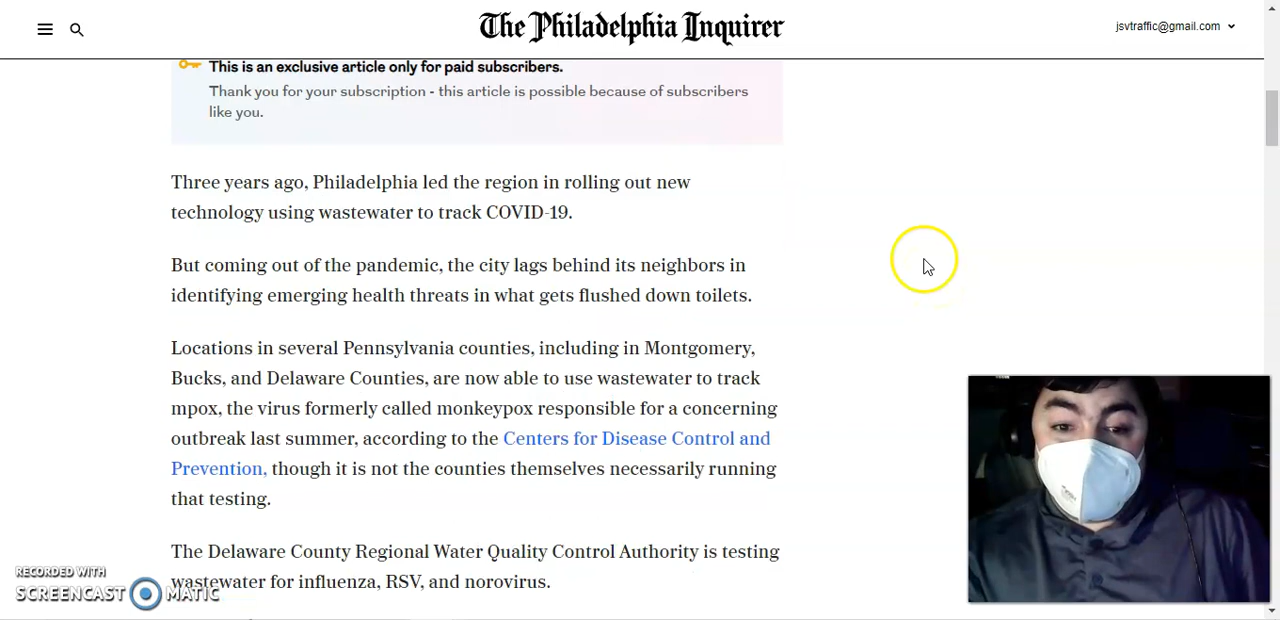 The Philadelphia Inquirer
jsvtraffic@gmail.com
This is an exclusive article only for paid subscribers.
Thank you for your subscription - this article is possible because of subscribers
like you.
Three years ago, Philadelphia led the region in rolling out new
technology using wastewater to track COVID-19.
But coming out of the pandemic, the city lags behind its neighbors in
identifying emerging health threats in what gets flushed down toilets.
Locations in several Pennsylvania counties, including in Montgomery,
Bucks, and Delaware Counties, are now able to use wastewater to track
mpox, the virus formerly called monkeypox responsible for a concerning
outbreak last summer, according to the Centers for Disease Control and
Prevention, though it is not the counties themselves necessarily running
that testing.
The Delaware County Regional Water Quality Control Authority is testing
wastewater for influenza, RSV, and norovirus.
RECORDED WITH
SCREENCAST MATIC